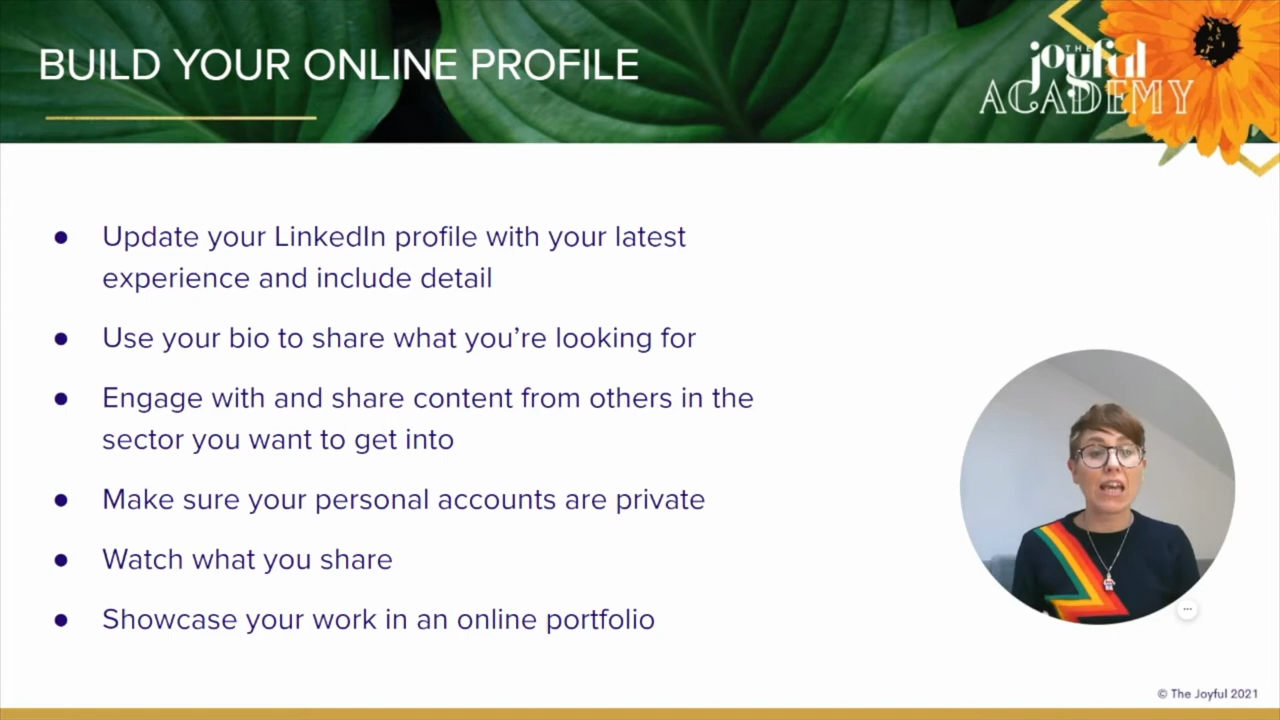 BUILD YOUR ONLINE PROFILE
THE
joyful
ACADEMY
● Update your LinkedIn profile with your latest
experience and include detail
● Use your bio to share what you’re looking for
● Engage with and share content from others in the
sector you want to get into
● Make sure your personal accounts are private
● Watch what you share
● Showcase your work in an online portfolio
© The Joyful 2021